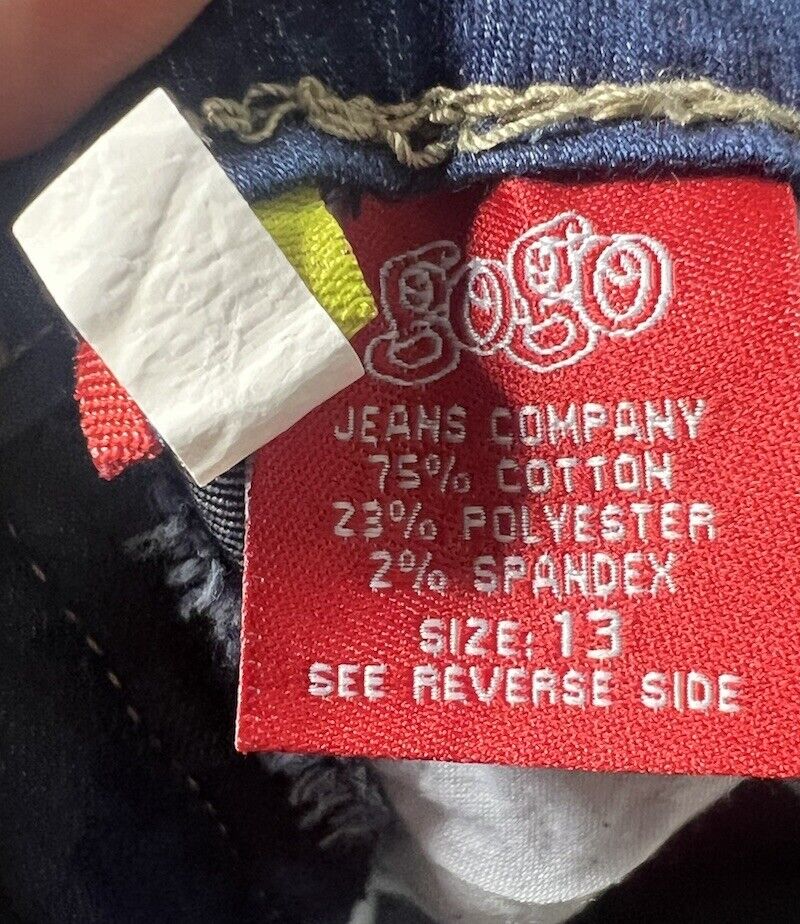 gogo
JEANS COMPANY
75% COTTON
23% POLYESTER
2% SPANDEX
SIZE: 13
SEE REVERSE SIDE